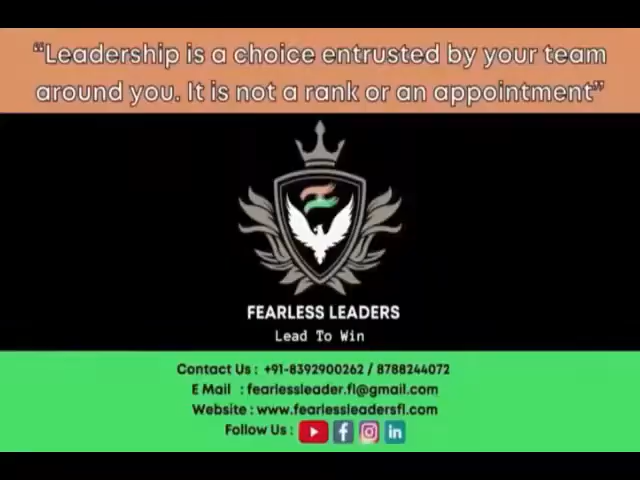 “Leadership is a choice entrusted by your team
around you. It is not a rank or an appointment”
FEARLESS LEADERS
Lead To Win
Contact Us : +91-8392900262 / 8788244072
E Mail : fearlessleader.fl@gmail.com
Website : www.fearlessleadersfl.com
Follow Us :